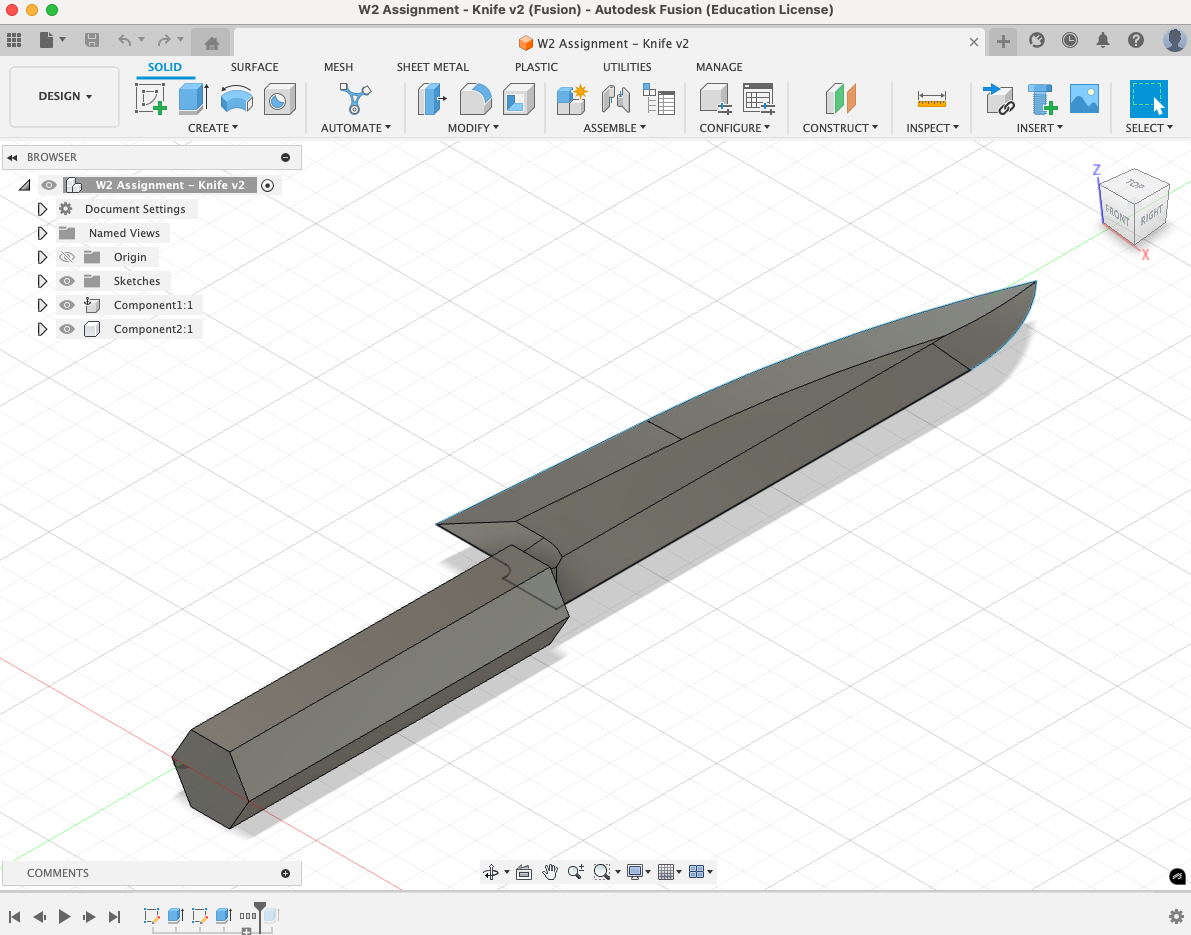 W2 Assignment - Knife v2 (Fusion) - Autodesk Fusion (Education License)
W2 Assignment – Knife v2
DESIGN
SOLID SURFACE MESH SHEET METAL PLASTIC UTILITIES MANAGE
CREATE AUTOMATE MODIFY ASSEMBLE CONFIGURE CONSTRUCT INSPECT INSERT SELECT
BROWSER
W2 Assignment – Knife v2
Document Settings
Named Views
Origin
Sketches
Component1:1
Component2:1
Z
TOP
FRONT RIGHT
X
COMMENTS